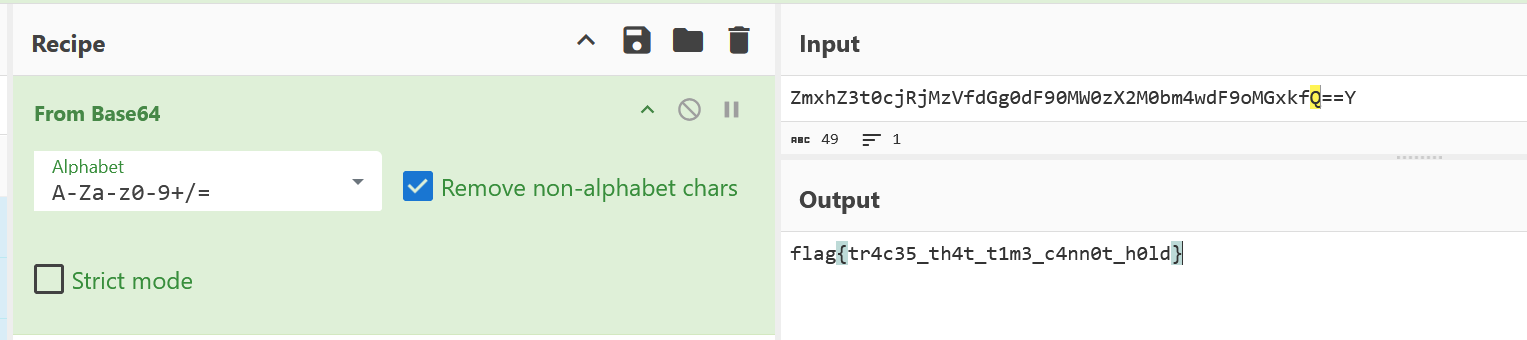 Recipe
From Base64
Alphabet
A-Za-z0-9+/=
Remove non-alphabet chars
Strict mode
Input
ZmxhZ3t0cjRjMzVfdGg0dF90MW0zX2M0bm4wdF9oMGxkfQ==Y
ABC 49 1
Output
flag{tr4c35_th4t_t1m3_c4nn0t_h0ld}